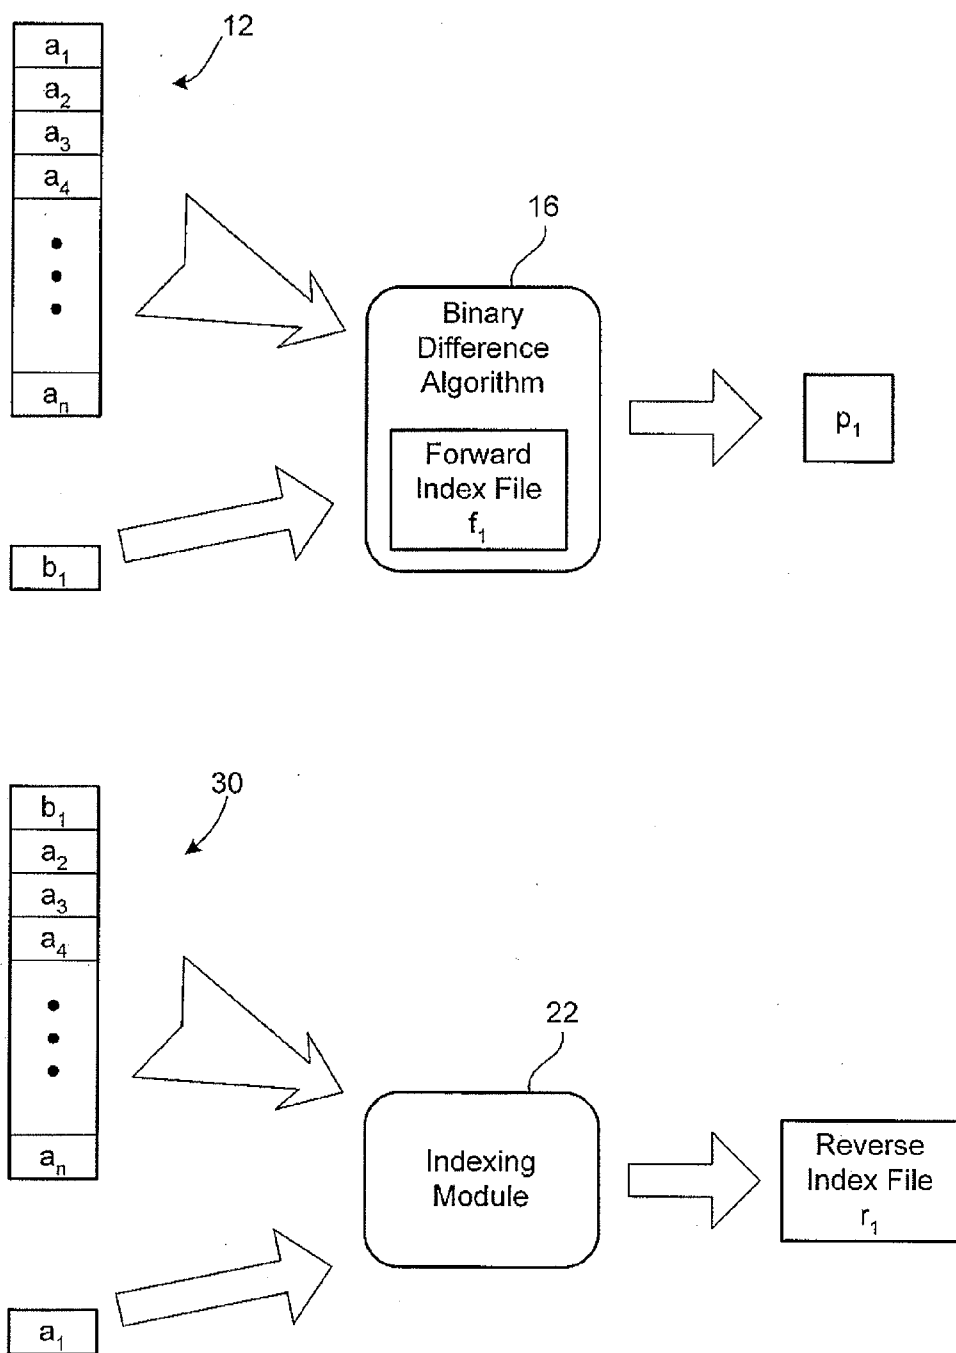 12
a₁
a₂
a₃
a₄
aₙ
16
Binary
Difference
Algorithm
Forward
Index File
f₁
p₁
b₁
30
b₁
a₂
a₃
a₄
aₙ
22
Indexing
Module
Reverse
Index File
r₁
a₁